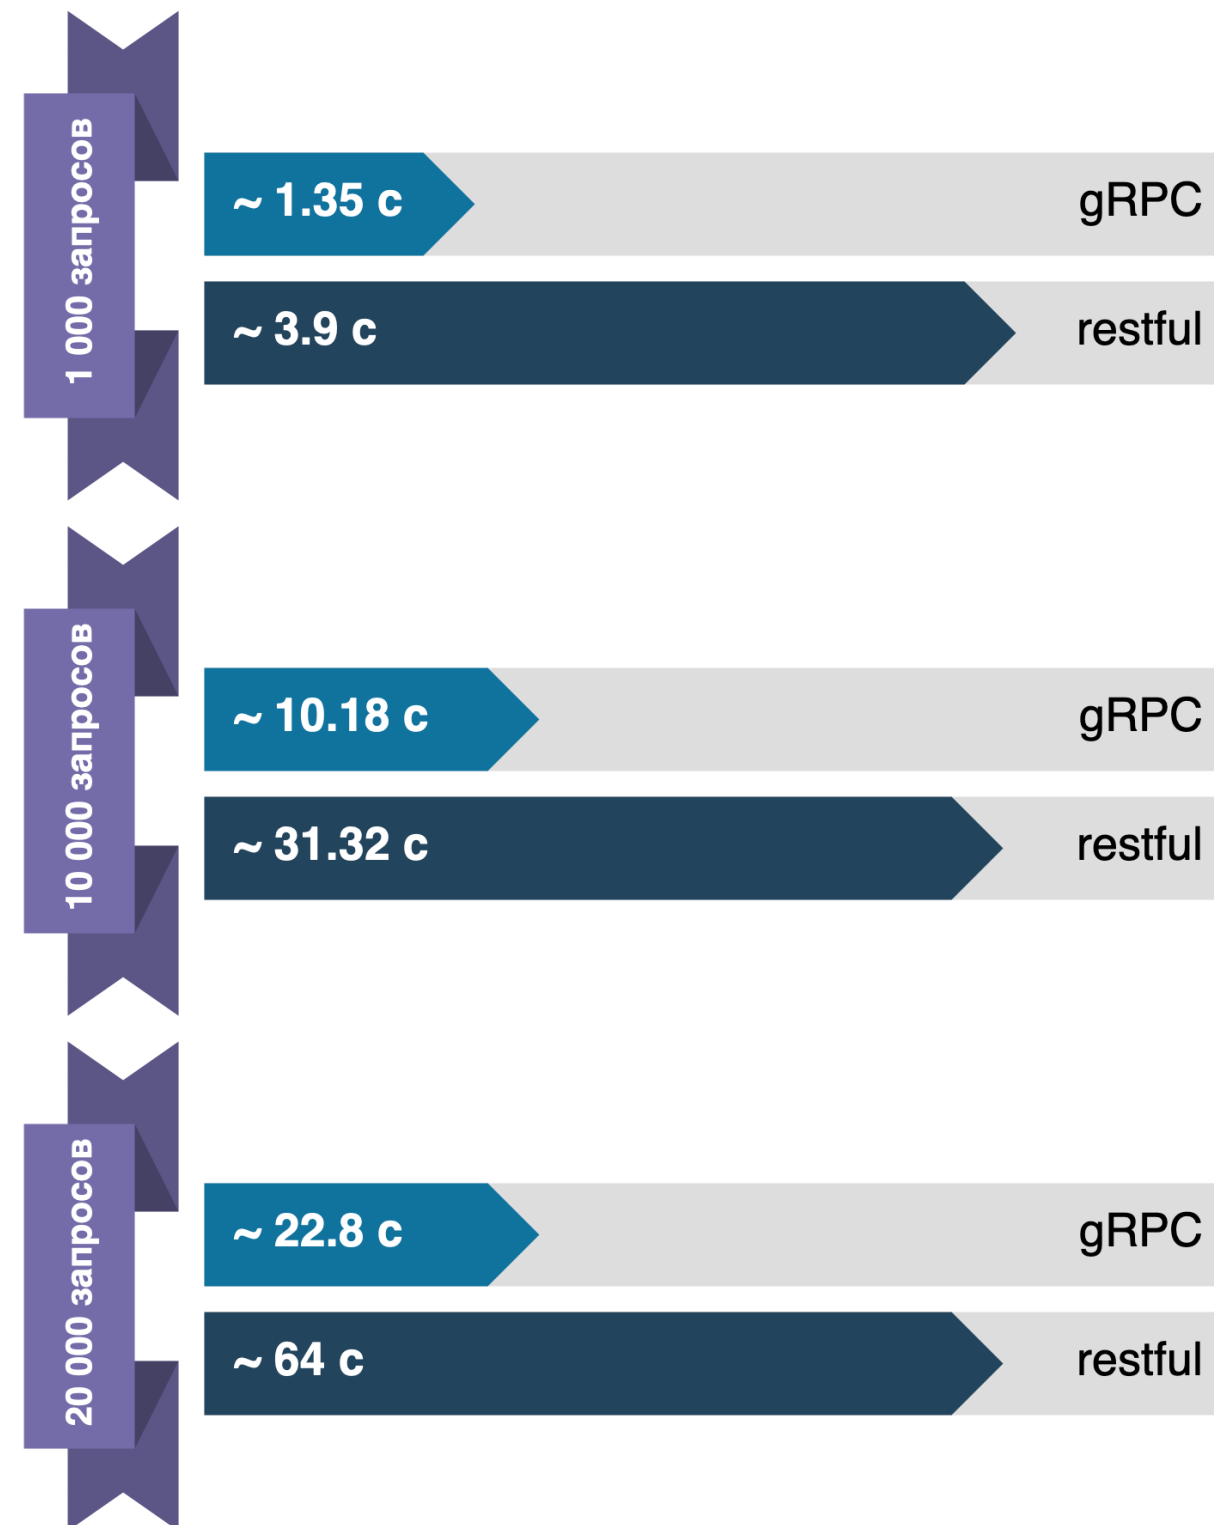 1 000 запросов
~ 1.35 с
gRPC
~ 3.9 с
restful
10 000 запросов
~ 10.18 с
gRPC
~ 31.32 с
restful
20 000 запросов
~ 22.8 с
gRPC
~ 64 с
restful